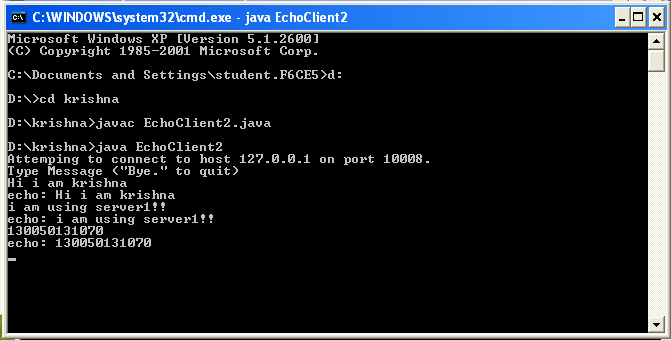 C:\WINDOWS\system32\cmd.exe - java EchoClient2
Microsoft Windows XP [Version 5.1.2600]
(C) Copyright 1985-2001 Microsoft Corp.
C:\Documents and Settings\student.F6CE5>d:
D:\>cd krishna
D:\krishna>javac EchoClient2.java
D:\krishna>java EchoClient2
Attemping to connect to host 127.0.0.1 on port 10008.
Type Message ("Bye." to quit)
Hi i am krishna
echo: Hi i am krishna
i am using server1!!
echo: i am using server1!!
130050131070
echo: 130050131070